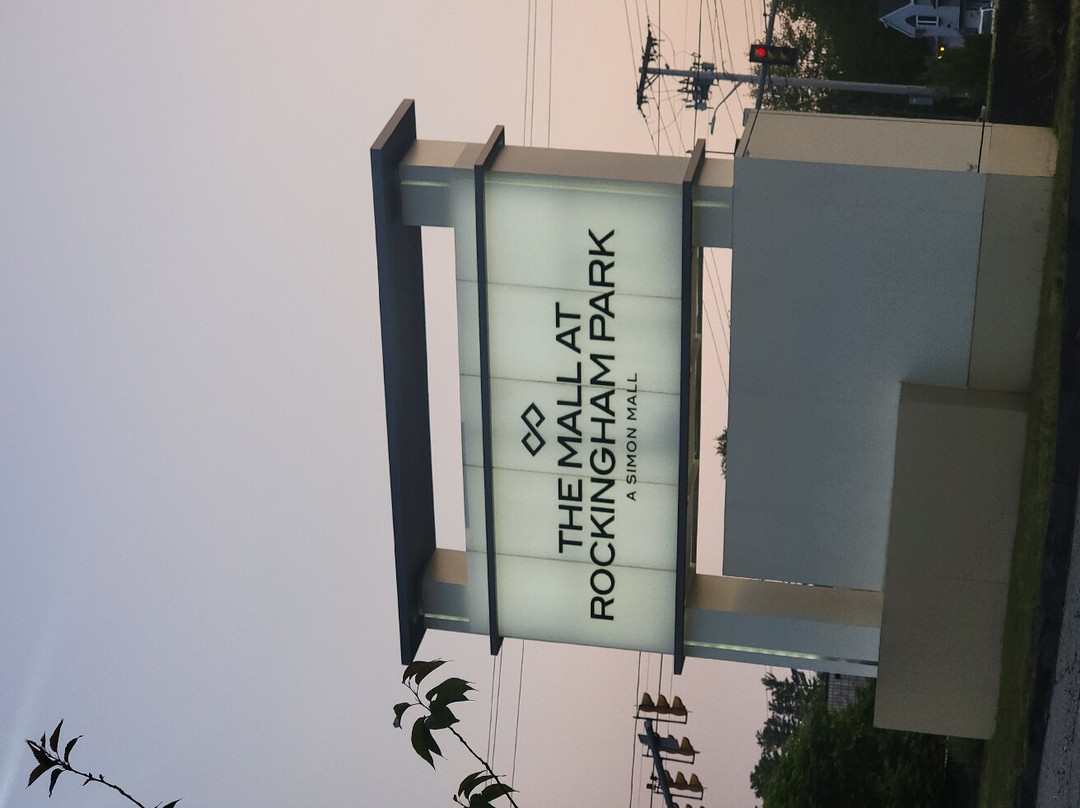 THE MALL AT
ROCKINGHAM PARK
A SIMON MALL